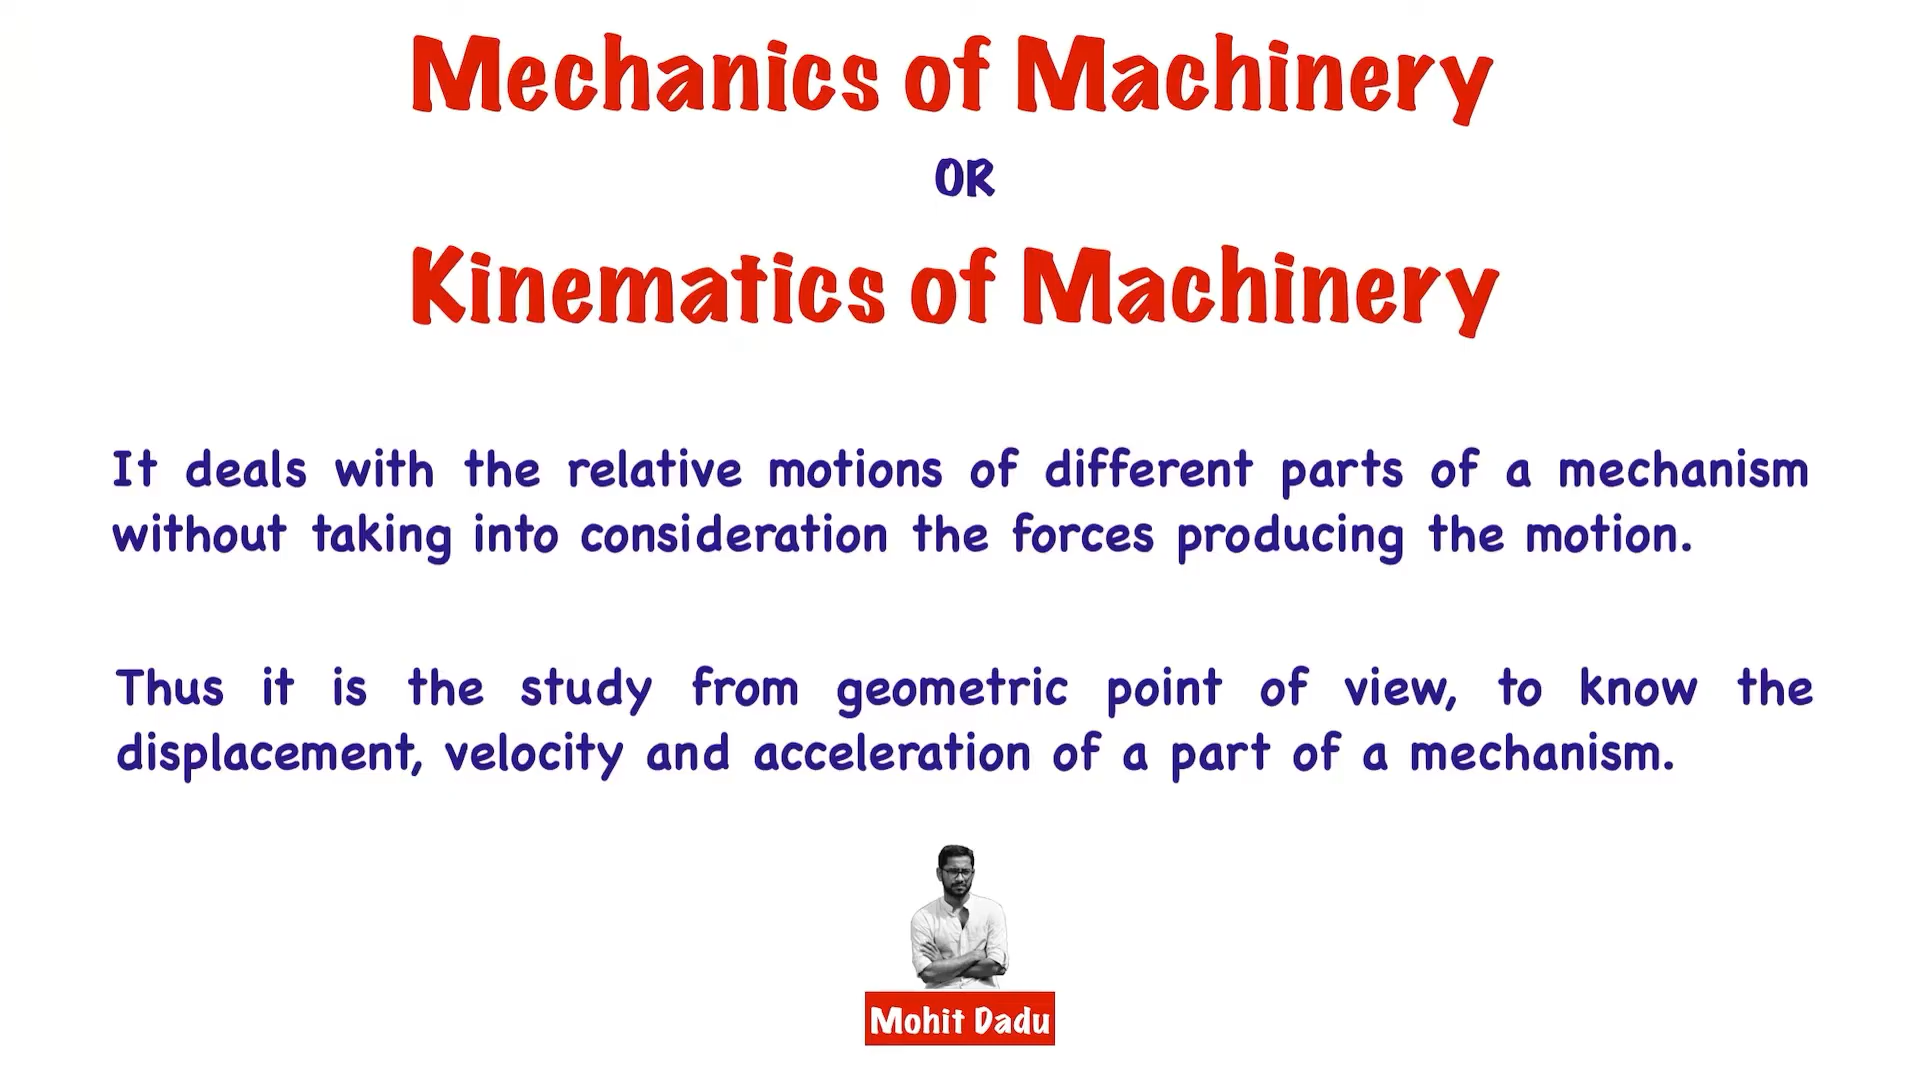 Mechanics of Machinery
OR
Kinematics of Machinery
It deals with the relative motions of different parts of a mechanism
without taking into consideration the forces producing the motion.
Thus it is the study from geometric point of view, to know the
displacement, velocity and acceleration of a part of a mechanism.
Mohit Dadu